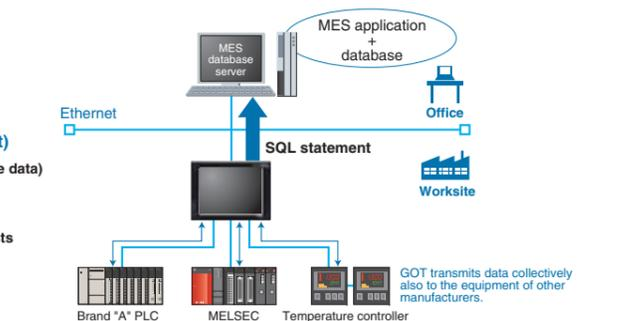 MES application
+
database
MES
database
server
Office
Ethernet
t)
SQL statement
e data)
Worksite
ts
GOT transmits data collectively
also to the equipment of other
manufacturers.
Brand "A" PLC
MELSEC
Temperature controller